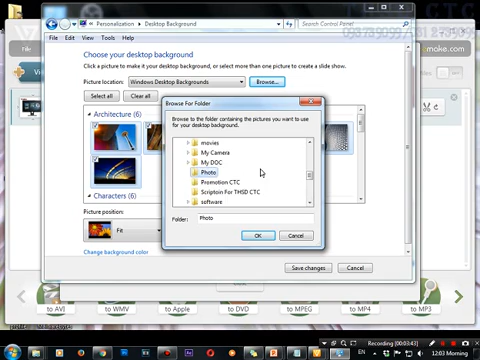 Personalization ▸ Desktop Background
Search Control Panel
File Edit View Tools Help
Choose your desktop background
Click a picture to make it your desktop background, or select more than one picture to create a slide show.
Picture location: Windows Desktop Backgrounds Browse...
Select all Clear all
make.com
Architecture (6)
Characters (6)
Browse For Folder
Browse to the folder containing the pictures you want to use for your desktop background.
movies
My Camera
My DOC
Photo
Promotion CTC
Scriptoin For THSD CTC
software
Folder: Photo
OK Cancel
Picture position:
Fit
Change background color
Save changes Cancel
to AVI to WMV to Apple to DVD to MPEG to MP4 to MP3
Recording [00:03:43]
EN
12:03 Morning